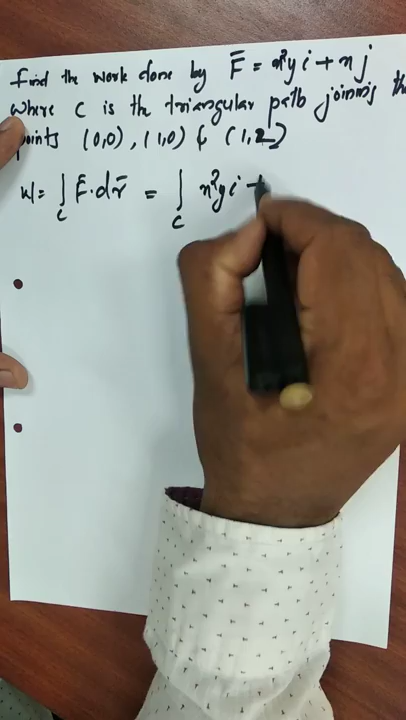 find the work done by F̄ = x²y i + x j
where C is the triangular path joining the
points (0,0), (1,0) & (1,2)
W = ∫_C F̄·dr̄ = ∫_C x²y i +